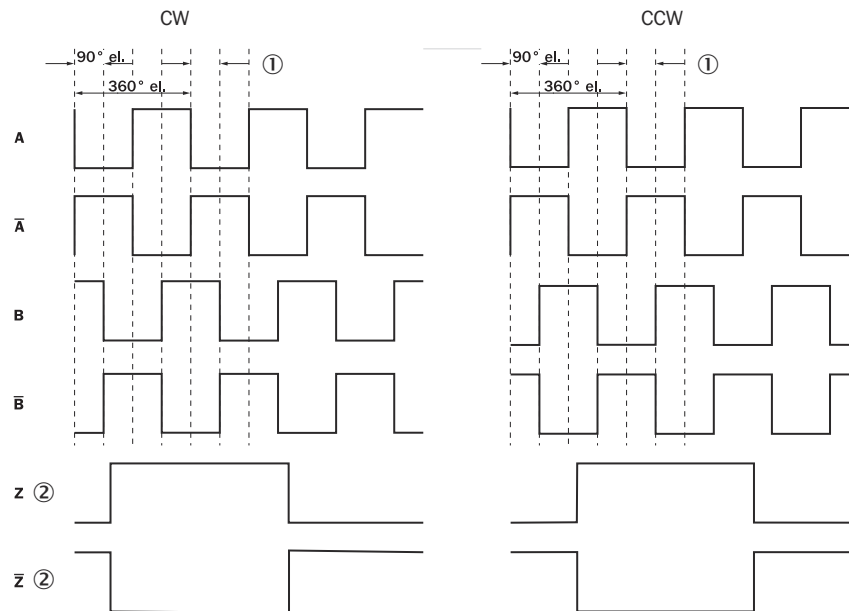 CW CCW
90° el. ① 90° el. ①
360° el. 360° el.
A
A̅
B
B̅
Z ②
Z̅ ②